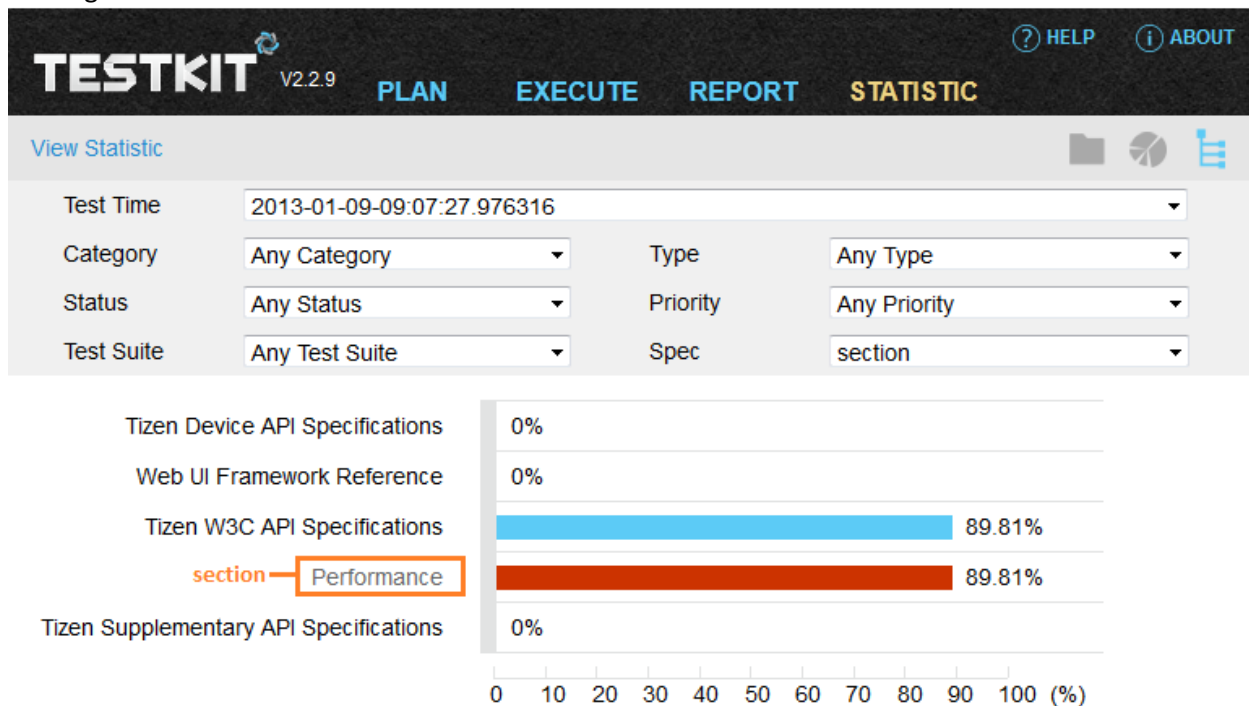 HELP ABOUT
TESTKIT V2.2.9 PLAN EXECUTE REPORT STATISTIC
View Statistic
Test Time 2013-01-09-09:07:27.976316
Category Any Category Type Any Type
Status Any Status Priority Any Priority
Test Suite Any Test Suite Spec section
Tizen Device API Specifications 0%
Web UI Framework Reference 0%
Tizen W3C API Specifications 89.81%
section Performance 89.81%
Tizen Supplementary API Specifications 0%
0 10 20 30 40 50 60 70 80 90 100 (%)